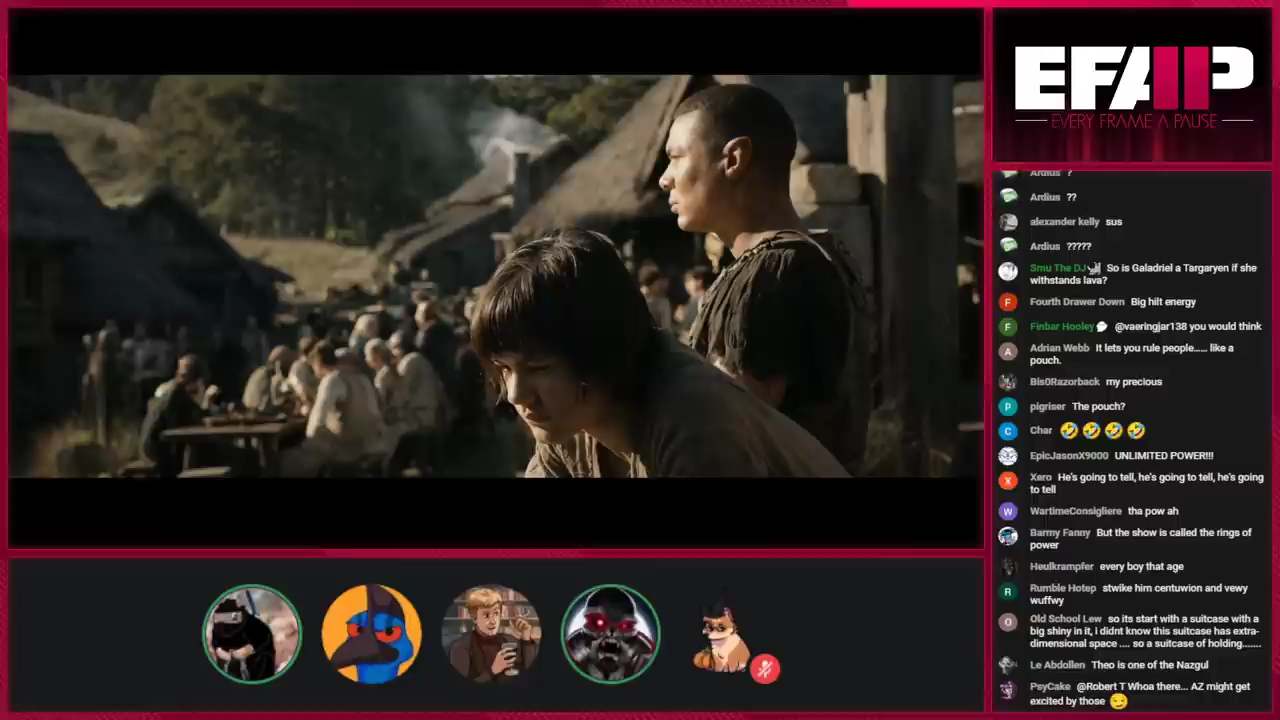 EFAP
EVERY FRAME A PAUSE
Ardius ?
Ardius ??
alexander kelly sus
Ardius ?????
Smu The DJ So is Galadriel a Targaryen if she
withstands lava?
F Fourth Drawer Down Big hilt energy
F Finbar Hooley @vaeringjar138 you would think
A Adrian Webb It lets you rule people..... like a
pouch.
Bis0Razorback my precious
P pigriser The pouch?
C Char 🤣🤣🤣🤣
EpicJasonX9000 UNLIMITED POWER!!!
X Xero He's going to tell, he's going to tell, he's going
to tell
W WartimeConsigliere tha pow ah
Barmy Fanny But the show is called the rings of
power
Heulkrampfer every boy that age
R Rumble Hotep stwike him centuwion and vewy
wuffwy
O Old School Lew so its start with a suitcase with a
big shiny in it, i didnt know this suitcase has extra-
dimensional space .... so a suitcase of holding.......
Le Abdollen Theo is one of the Nazgul
PsyCake @Robert T Whoa there... AZ might get
excited by those 😏